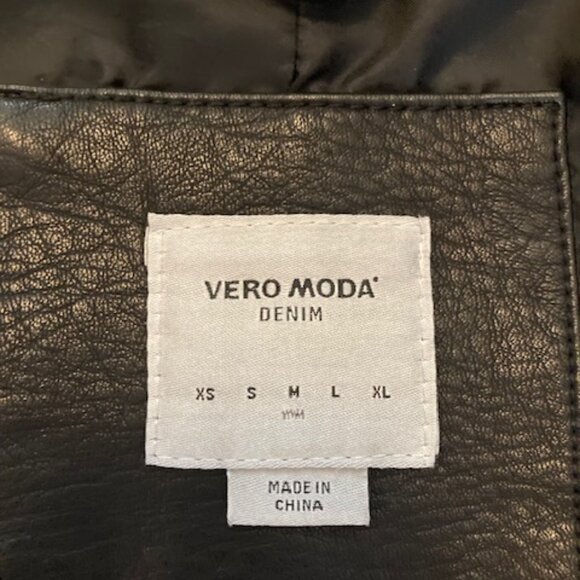 VERO MODA
DENIM
XS S M L XL
MADE IN
CHINA